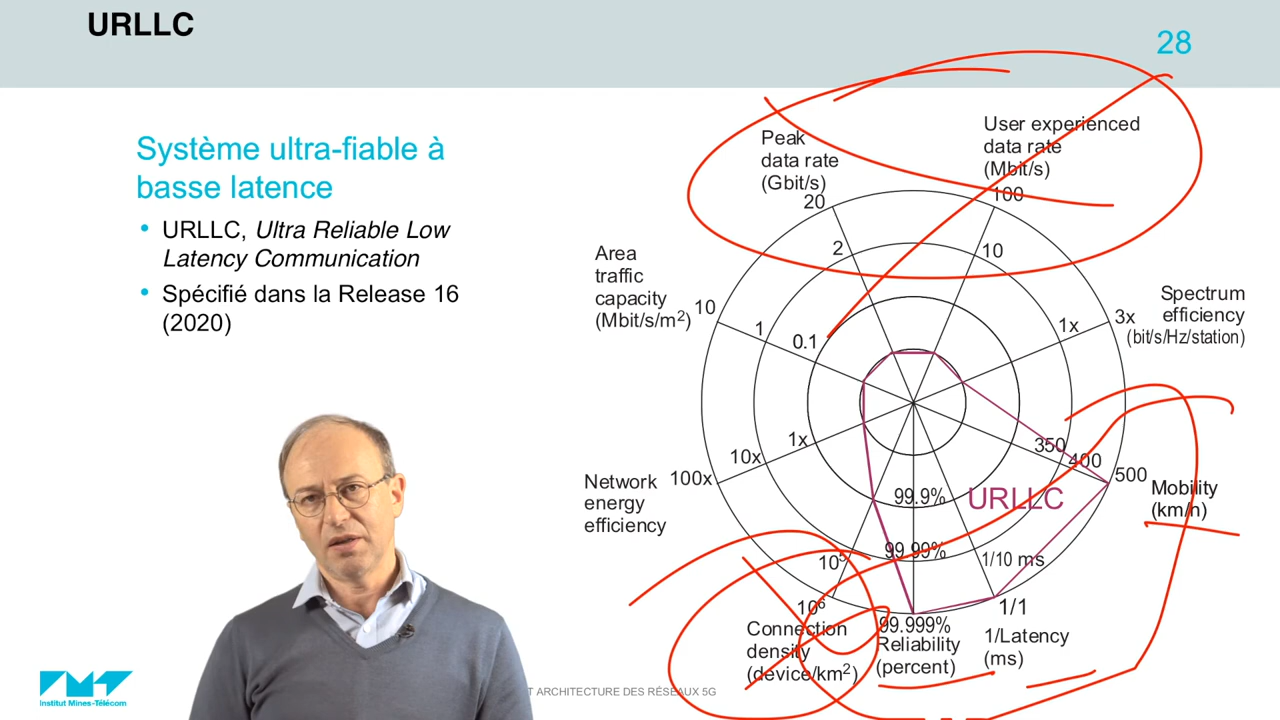 URLLC
28
Système ultra-fiable à
basse latence
• URLLC, Ultra Reliable Low
Latency Communication
• Spécifié dans la Release 16
(2020)
Peak
data rate
(Gbit/s)
20
2
User experienced
data rate
(Mbit/s)
100
10
Area
traffic
capacity
(Mbit/s/m²)
10
1
0.1
Spectrum
efficiency
(bit/s/Hz/station)
3x
1x
Network
energy
efficiency
100x
10x
1x
350
400
500
Mobility
(km/h)
URLLC
99.9%
99.99%
99.999%
Reliability
(percent)
10⁵
10⁶
Connection
density
(device/km²)
1/10 ms
1/1
1/Latency
(ms)
T ARCHITECTURE DES RÉSEAUX 5G
IMT
Institut Mines-Télécom